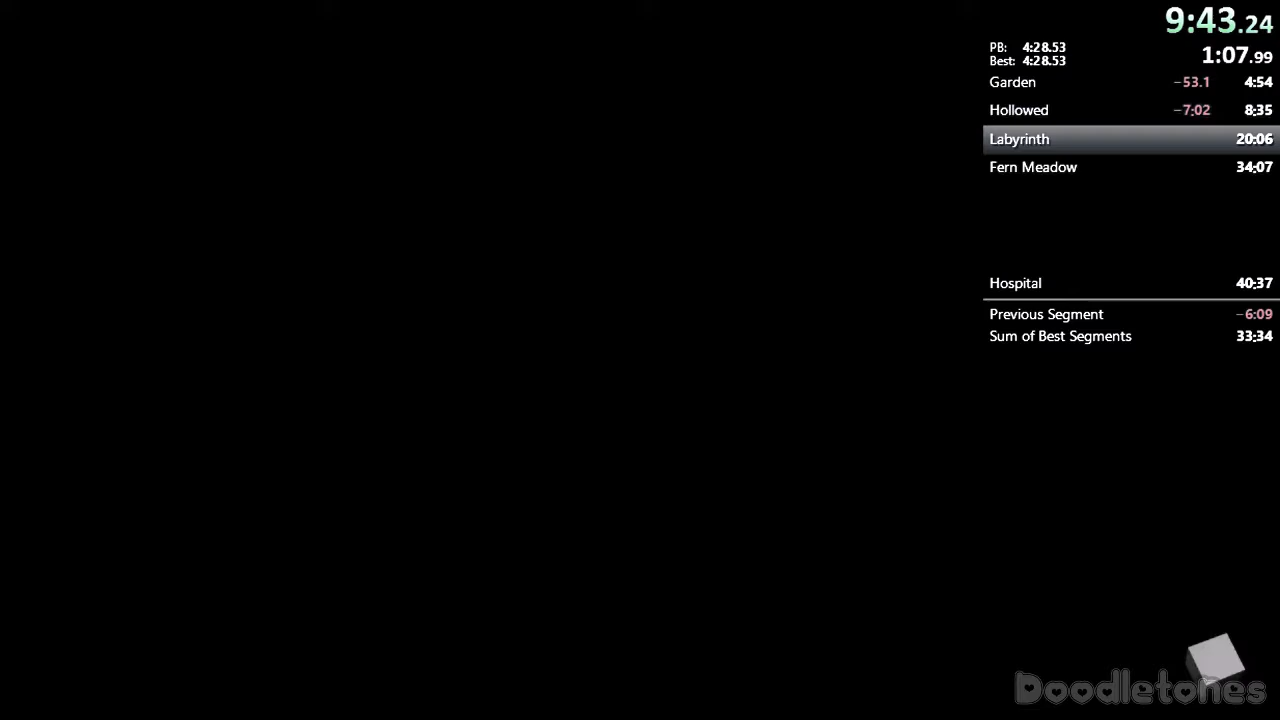 9:43.24
PB: 4:28.53
1:07.99
Best: 4:28.53
Garden −53.1 4:54
Hollowed −7:02 8:35
Labyrinth 20:06
Fern Meadow 34:07
Hospital 40:37
Previous Segment −6:09
Sum of Best Segments 33:34
Doodletones